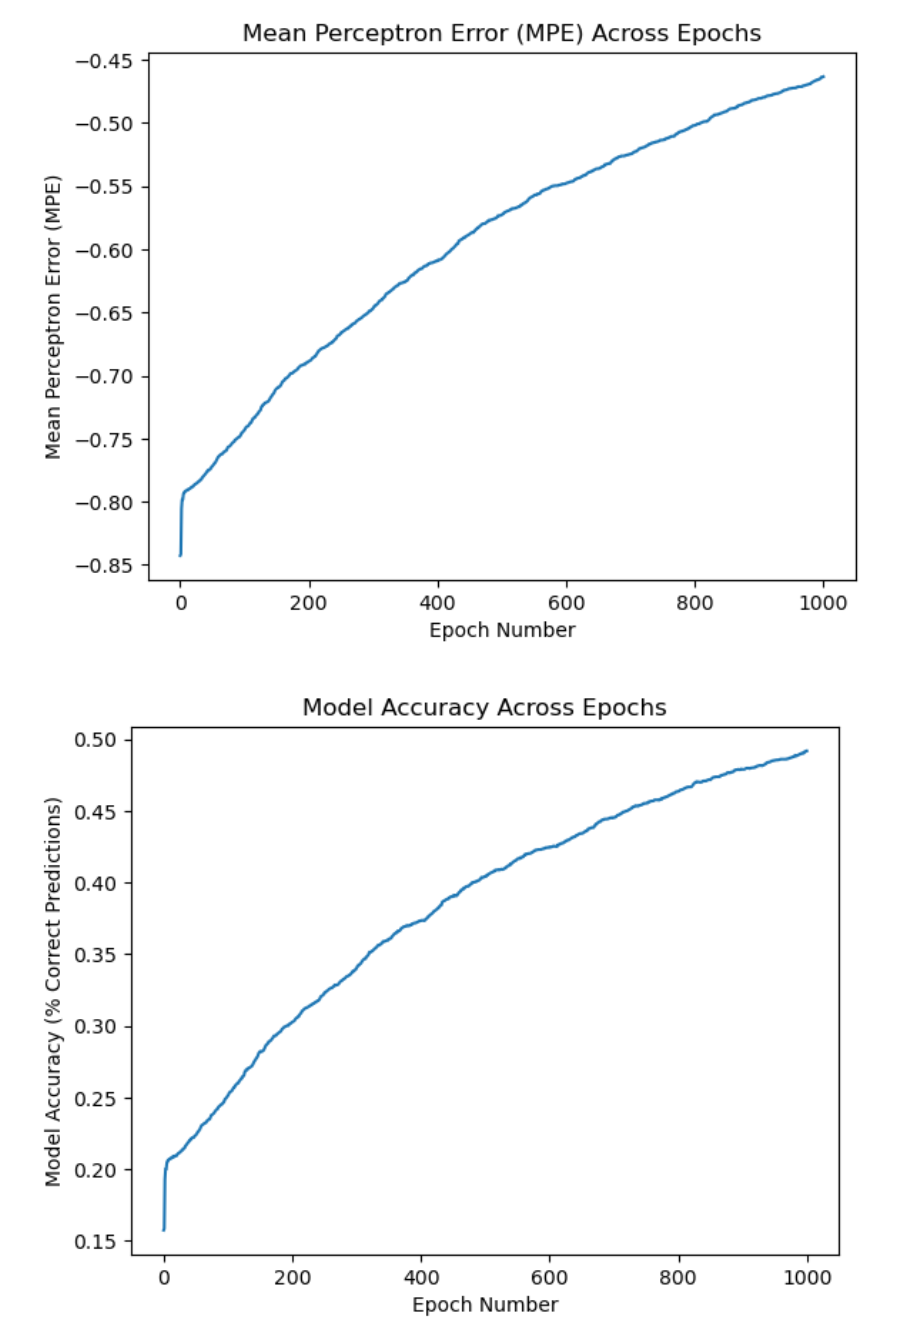 Mean Perceptron Error (MPE) Across Epochs
Mean Perceptron Error (MPE)
−0.45
−0.50
−0.55
−0.60
−0.65
−0.70
−0.75
−0.80
−0.85
0 200 400 600 800 1000
Epoch Number
Model Accuracy Across Epochs
Model Accuracy (% Correct Predictions)
0.50
0.45
0.40
0.35
0.30
0.25
0.20
0.15
0 200 400 600 800 1000
Epoch Number